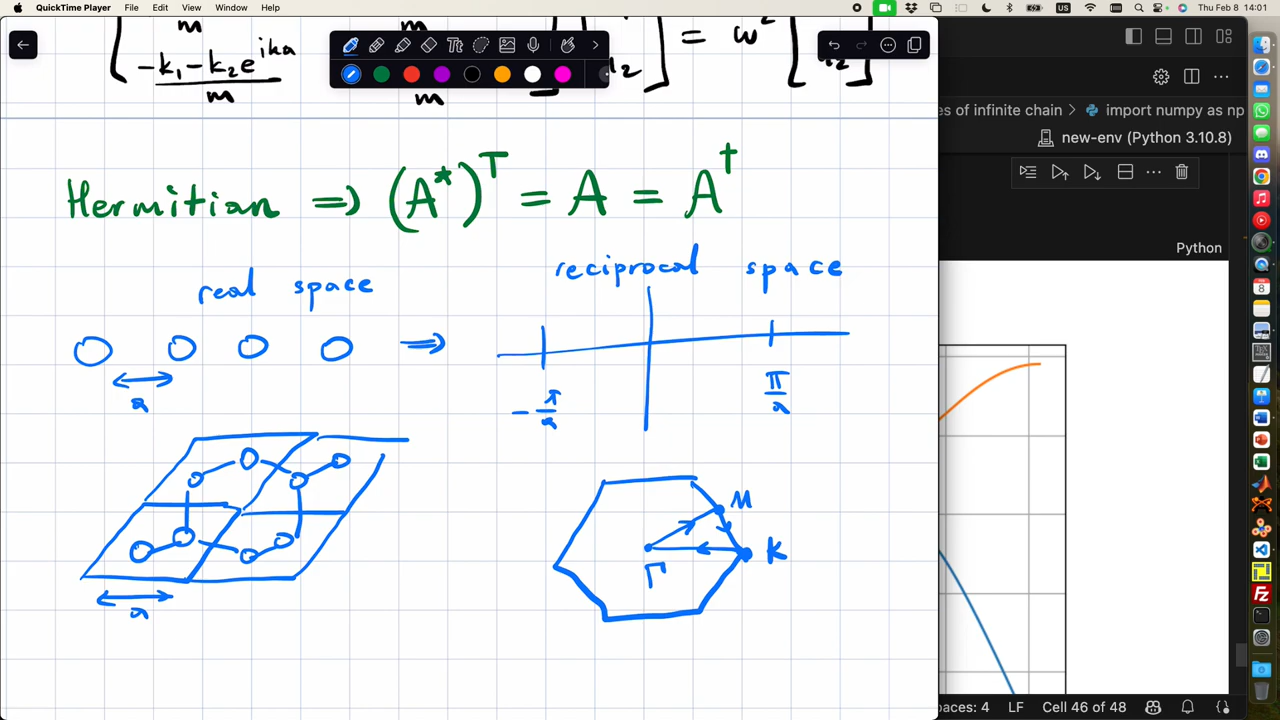 QuickTime Player File Edit View Window Help
US
Thu Feb 8 14:01
m
-k₁-k₂e^{ika}
m
m
= ω²
Hermitian ⇒ (A*)ᵀ = A = A†
real space
reciprocal space
⇒
a
-π/a
π/a
M
K
Γ
a
es of infinite chain > import numpy as np
new-env (Python 3.10.8)
Python
paces: 4 LF Cell 46 of 48